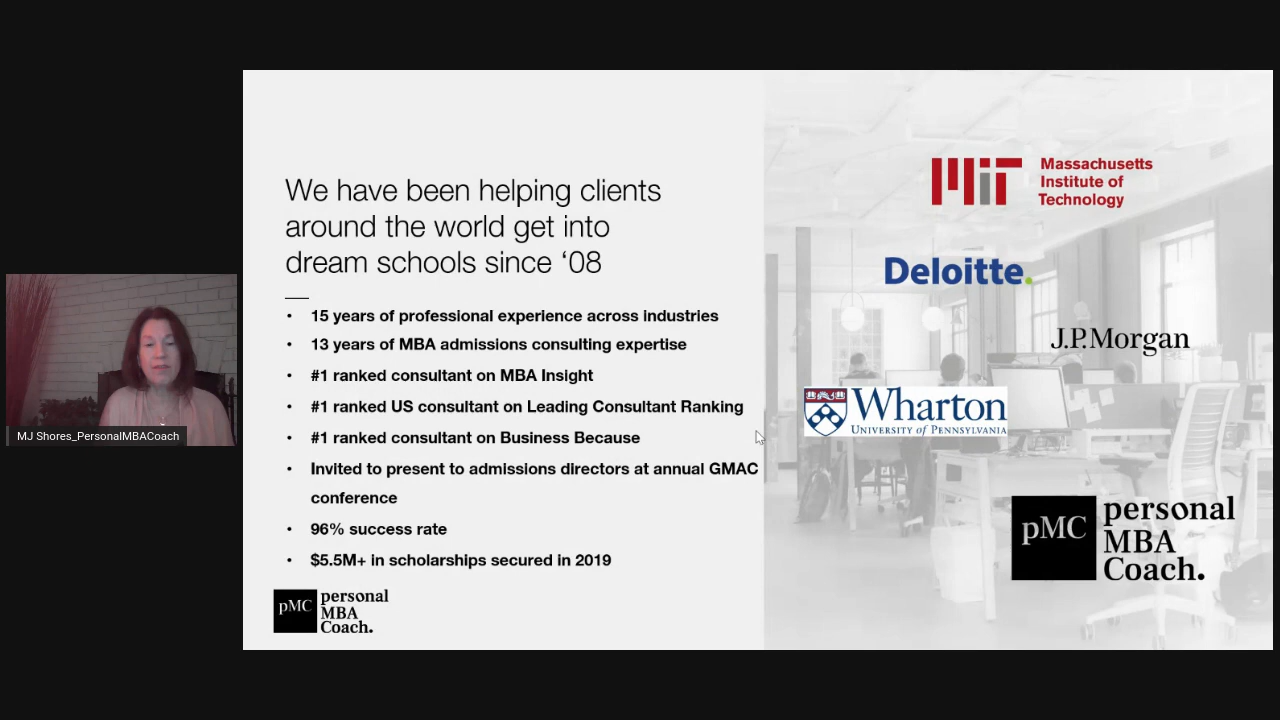 We have been helping clients
around the world get into
dream schools since ‘08
• 15 years of professional experience across industries
• 13 years of MBA admissions consulting expertise
• #1 ranked consultant on MBA Insight
• #1 ranked US consultant on Leading Consultant Ranking
• #1 ranked consultant on Business Because
• Invited to present to admissions directors at annual GMAC
conference
• 96% success rate
• $5.5M+ in scholarships secured in 2019
pMC
personal
MBA
Coach.
MIT
Massachusetts
Institute of
Technology
Deloitte.
J.P.Morgan
Wharton
UNIVERSITY of PENNSYLVANIA
pMC
personal
MBA
Coach.
MJ Shores_PersonalMBACoach